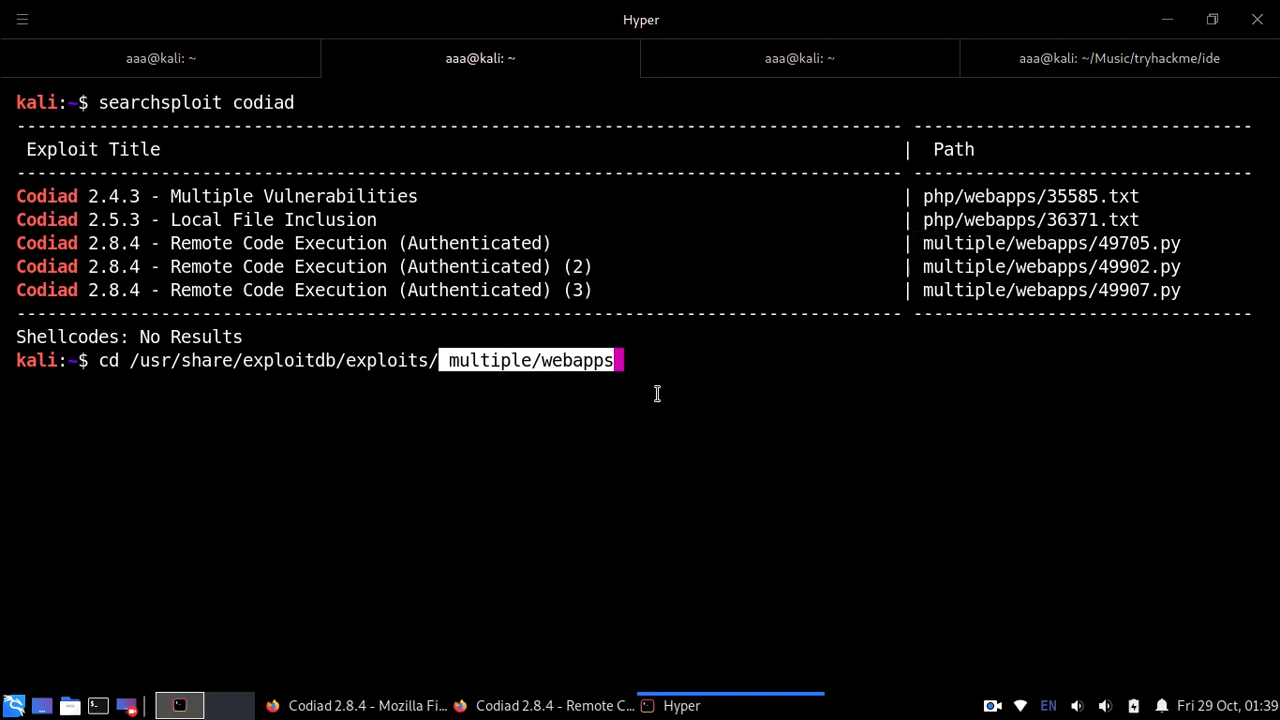 Hyper
aaa@kali: ~
aaa@kali: ~
aaa@kali: ~
aaa@kali: ~/Music/tryhackme/ide
kali:~$ searchsploit codiad
---------------------------------------------------------------------------------------- ---------------------------------
Exploit Title | Path
---------------------------------------------------------------------------------------- ---------------------------------
Codiad 2.4.3 - Multiple Vulnerabilities | php/webapps/35585.txt
Codiad 2.5.3 - Local File Inclusion | php/webapps/36371.txt
Codiad 2.8.4 - Remote Code Execution (Authenticated) | multiple/webapps/49705.py
Codiad 2.8.4 - Remote Code Execution (Authenticated) (2) | multiple/webapps/49902.py
Codiad 2.8.4 - Remote Code Execution (Authenticated) (3) | multiple/webapps/49907.py
---------------------------------------------------------------------------------------- ---------------------------------
Shellcodes: No Results
kali:~$ cd /usr/share/exploitdb/exploits/ multiple/webapps
Codiad 2.8.4 - Mozilla Fi...
Codiad 2.8.4 - Remote C...
Hyper
EN
Fri 29 Oct, 01:39